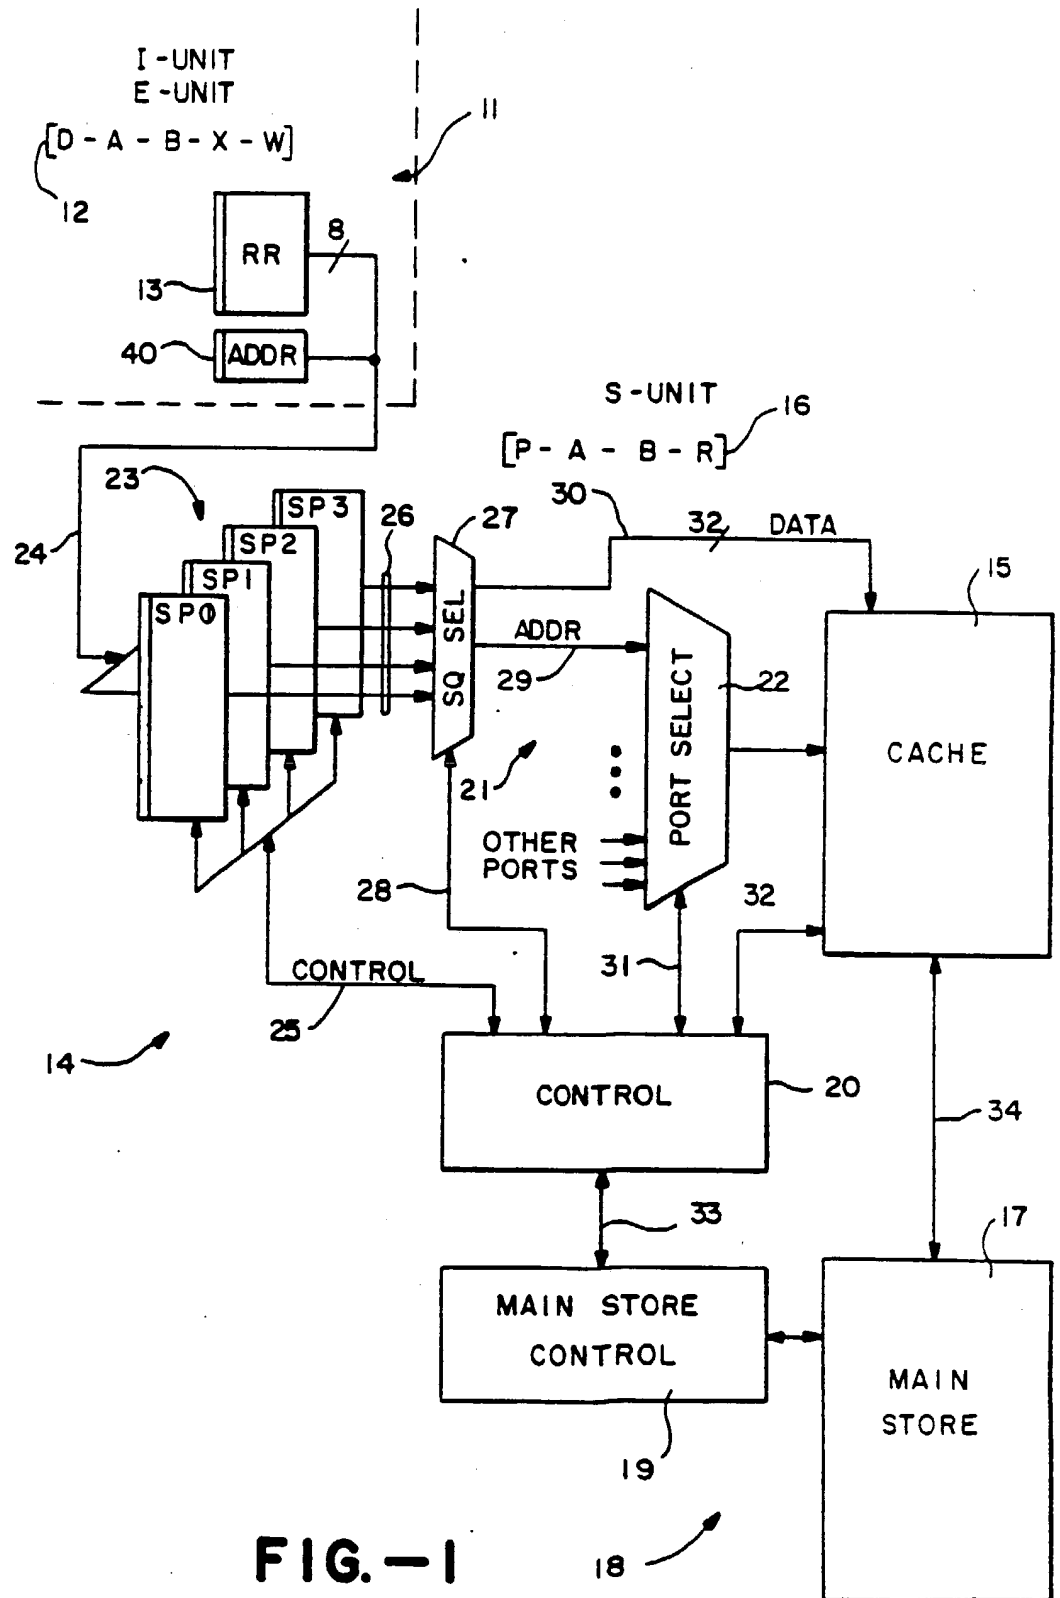 I-UNIT
E-UNIT
[D-A-B-X-W]
11
12
RR
8
13
40
ADDR
S-UNIT
[P-A-B-R]
16
23
24
SP3
SP2
SP1
SP0
26
27
30
32
DATA
15
SQ SEL
ADDR
29
PORT SELECT
22
CACHE
21
OTHER
PORTS
28
32
31
CONTROL
25
14
CONTROL
20
34
33
17
MAIN STORE
CONTROL
19
MAIN
STORE
18
FIG.-1